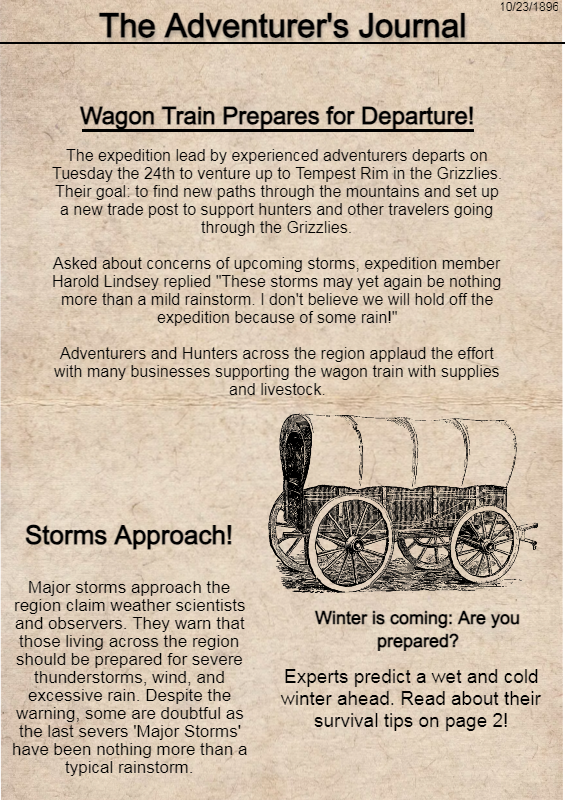 10/23/1896
The Adventurer's Journal
Wagon Train Prepares for Departure!
The expedition lead by experienced adventurers departs on
Tuesday the 24th to venture up to Tempest Rim in the Grizzlies.
Their goal: to find new paths through the mountains and set up
a new trade post to support hunters and other travelers going
through the Grizzlies.
Asked about concerns of upcoming storms, expedition member
Harold Lindsey replied "These storms may yet again be nothing
more than a mild rainstorm. I don't believe we will hold off the
expedition because of some rain!"
Adventurers and Hunters across the region applaud the effort
with many businesses supporting the wagon train with supplies
and livestock.
Storms Approach!
Major storms approach the
region claim weather scientists
and observers. They warn that
those living across the region
should be prepared for severe
thunderstorms, wind, and
excessive rain. Despite the
warning, some are doubtful as
the last severs 'Major Storms'
have been nothing more than a
typical rainstorm.
Winter is coming: Are you
prepared?
Experts predict a wet and cold
winter ahead. Read about their
survival tips on page 2!